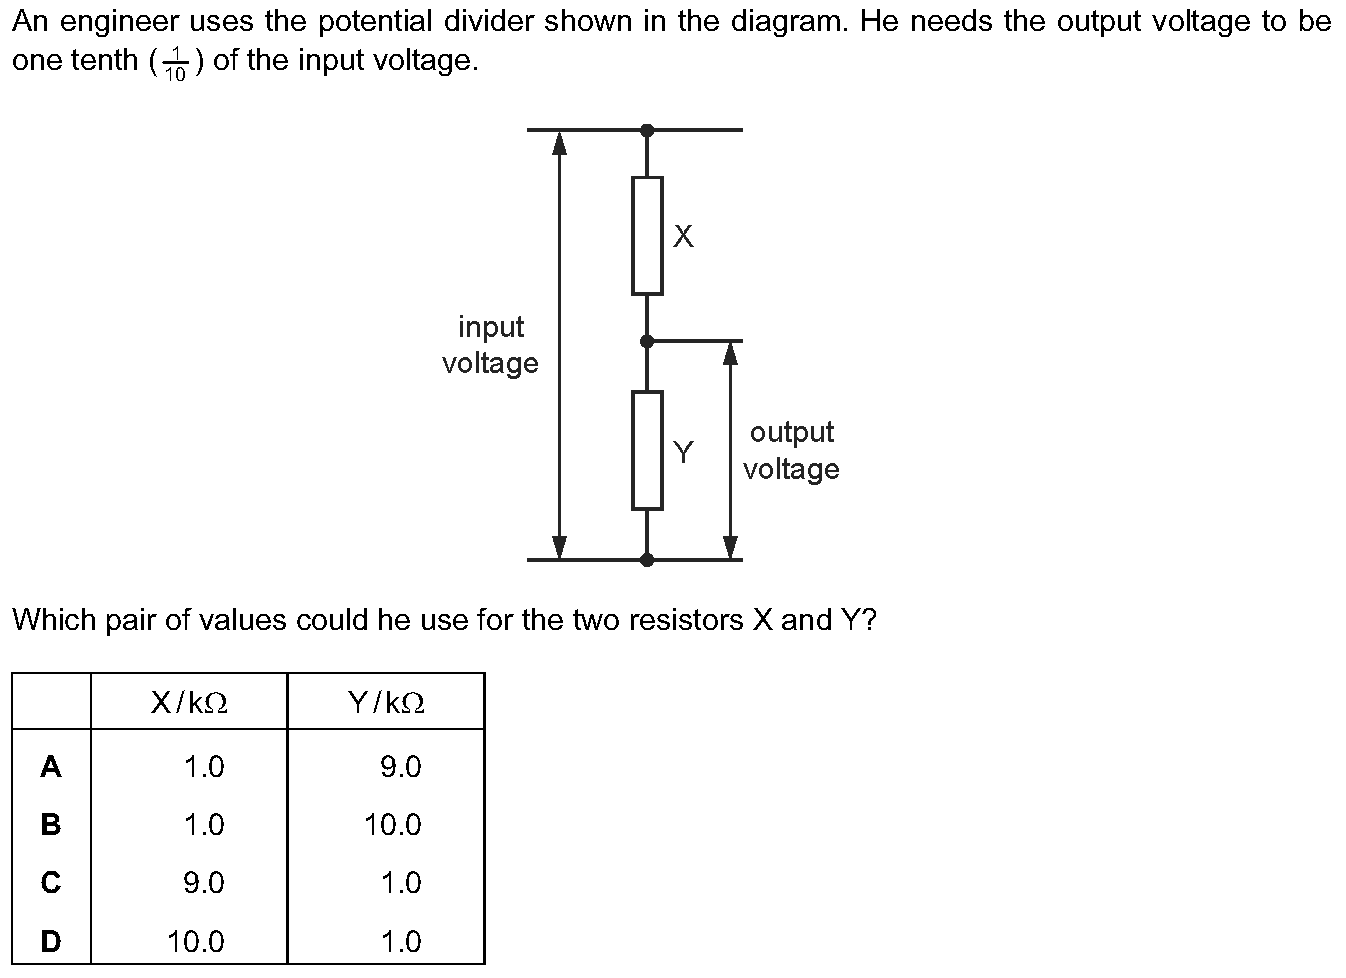 An engineer uses the potential divider shown in the diagram. He needs the output voltage to be
one tenth (1/10) of the input voltage.
X
input
voltage
output
voltage
Y
Which pair of values could he use for the two resistors X and Y?
X/kΩ Y/kΩ
A 1.0 9.0
B 1.0 10.0
C 9.0 1.0
D 10.0 1.0